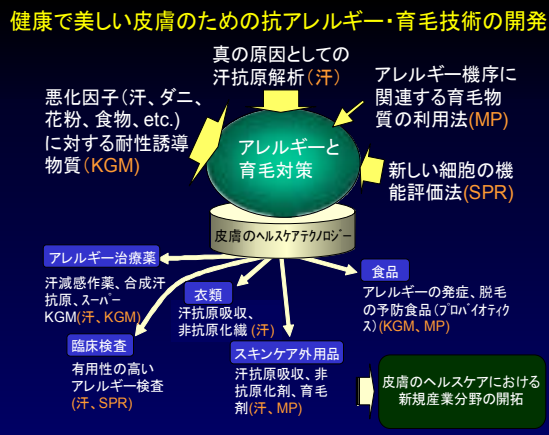 健康で美しい皮膚のための抗アレルギー・育毛技術の開発
真の原因としての
汗抗原解析(汗)
アレルギー機序に
関連する育毛物
質の利用法(MP)
悪化因子(汗、ダニ、
花粉、食物、etc.)
に対する耐性誘導
物質(KGM)
アレルギーと
育毛対策
新しい細胞の機
能評価法(SPR)
皮膚のヘルスケアテクノロジー
アレルギー治療薬
汗減感作薬、合成汗
抗原、スーパー
KGM(汗、KGM)
衣類
汗抗原吸収、
非抗原化繊(汗)
食品
アレルギーの発症、脱毛
の予防食品(プロバイオティク
ス)(KGM、MP)
臨床検査
有用性の高い
アレルギー検査
(汗、SPR)
スキンケア外用品
汗抗原吸収、非
抗原化剤、育毛
剤(汗、MP)
皮膚のヘルスケアにおける
新規産業分野の開拓